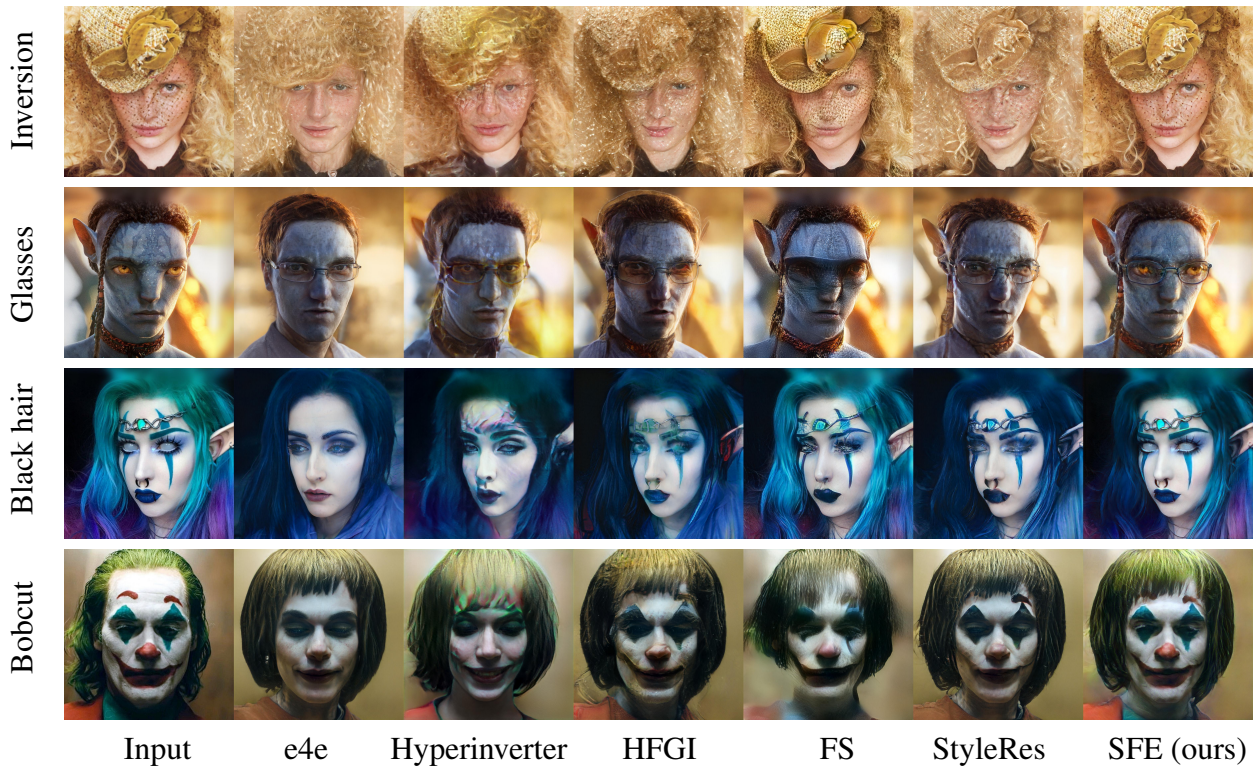 Inversion
Glasses
Black hair
Bobcut
Input e4e Hyperinverter HFGI FS StyleRes SFE (ours)